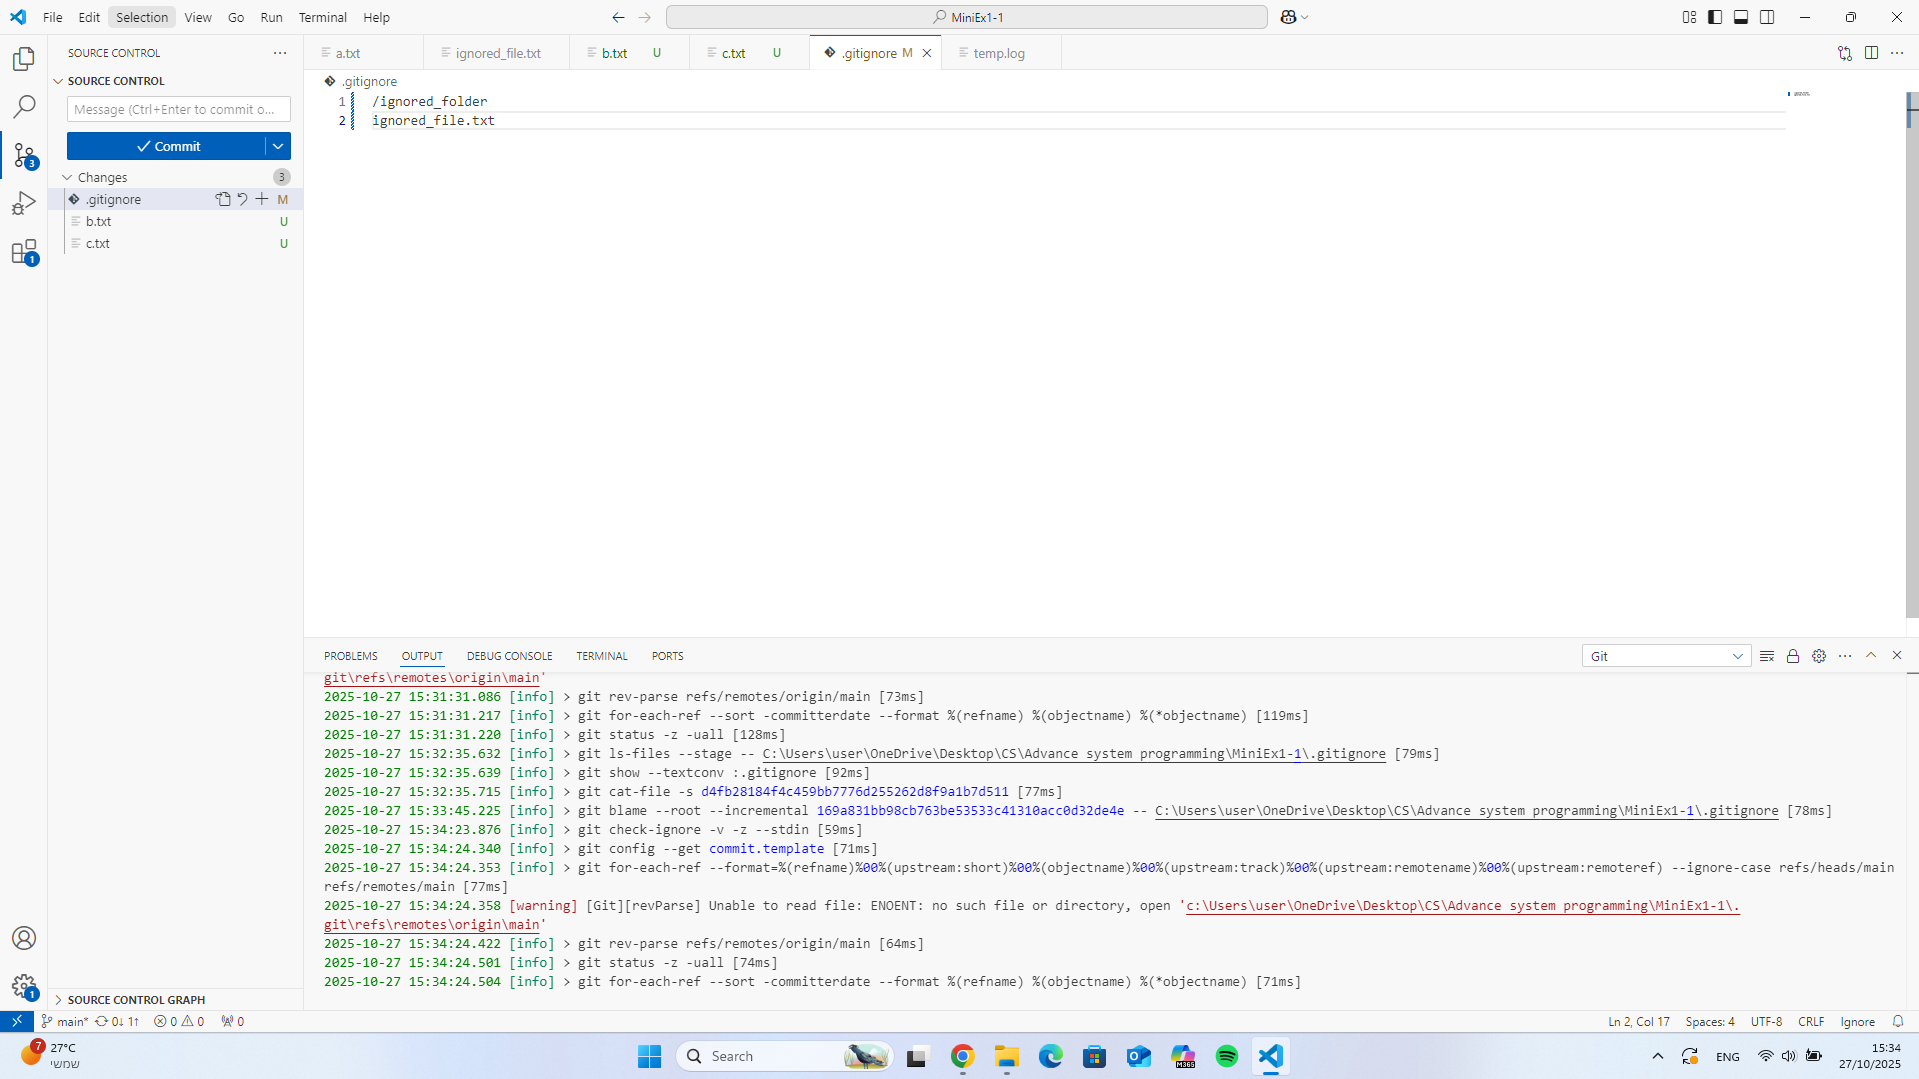 File Edit Selection View Go Run Terminal Help
MiniEx1-1
SOURCE CONTROL
a.txt
ignored_file.txt
b.txt U
c.txt U
.gitignore M
temp.log
SOURCE CONTROL
.gitignore
Message (Ctrl+Enter to commit o...
1 /ignored_folder
2 ignored_file.txt
Commit
3
Changes 3
.gitignore M
b.txt U
c.txt U
1
PROBLEMS OUTPUT DEBUG CONSOLE TERMINAL PORTS
Git
git\refs\remotes\origin\main'
2025-10-27 15:31:31.086 [info] > git rev-parse refs/remotes/origin/main [73ms]
2025-10-27 15:31:31.217 [info] > git for-each-ref --sort -committerdate --format %(refname) %(objectname) %(*objectname) [119ms]
2025-10-27 15:31:31.220 [info] > git status -z -uall [128ms]
2025-10-27 15:32:35.632 [info] > git ls-files --stage -- C:\Users\user\OneDrive\Desktop\CS\Advance system programming\MiniEx1-1\.gitignore [79ms]
2025-10-27 15:32:35.639 [info] > git show --textconv :.gitignore [92ms]
2025-10-27 15:32:35.715 [info] > git cat-file -s d4fb28184f4c459bb7776d255262d8f9a1b7d511 [77ms]
2025-10-27 15:33:45.225 [info] > git blame --root --incremental 169a831bb98cb763be53533c41310acc0d32de4e -- C:\Users\user\OneDrive\Desktop\CS\Advance system programming\MiniEx1-1\.gitignore [78ms]
2025-10-27 15:34:23.876 [info] > git check-ignore -v -z --stdin [59ms]
2025-10-27 15:34:24.340 [info] > git config --get commit.template [71ms]
2025-10-27 15:34:24.353 [info] > git for-each-ref --format=%(refname)%00%(upstream:short)%00%(objectname)%00%(upstream:track)%00%(upstream:remotename)%00%(upstream:remoteref) --ignore-case refs/heads/main
refs/remotes/main [77ms]
2025-10-27 15:34:24.358 [warning] [Git][revParse] Unable to read file: ENOENT: no such file or directory, open 'c:\Users\user\OneDrive\Desktop\CS\Advance system programming\MiniEx1-1\.
git\refs\remotes\origin\main'
2025-10-27 15:34:24.422 [info] > git rev-parse refs/remotes/origin/main [64ms]
2025-10-27 15:34:24.501 [info] > git status -z -uall [74ms]
2025-10-27 15:34:24.504 [info] > git for-each-ref --sort -committerdate --format %(refname) %(objectname) %(*objectname) [71ms]
1
SOURCE CONTROL GRAPH
main* 0↓ 1↑ 0 0 0
Ln 2, Col 17 Spaces: 4 UTF-8 CRLF Ignore
7
27°C
שמשי
Search
M365
ENG
15:34
27/10/2025